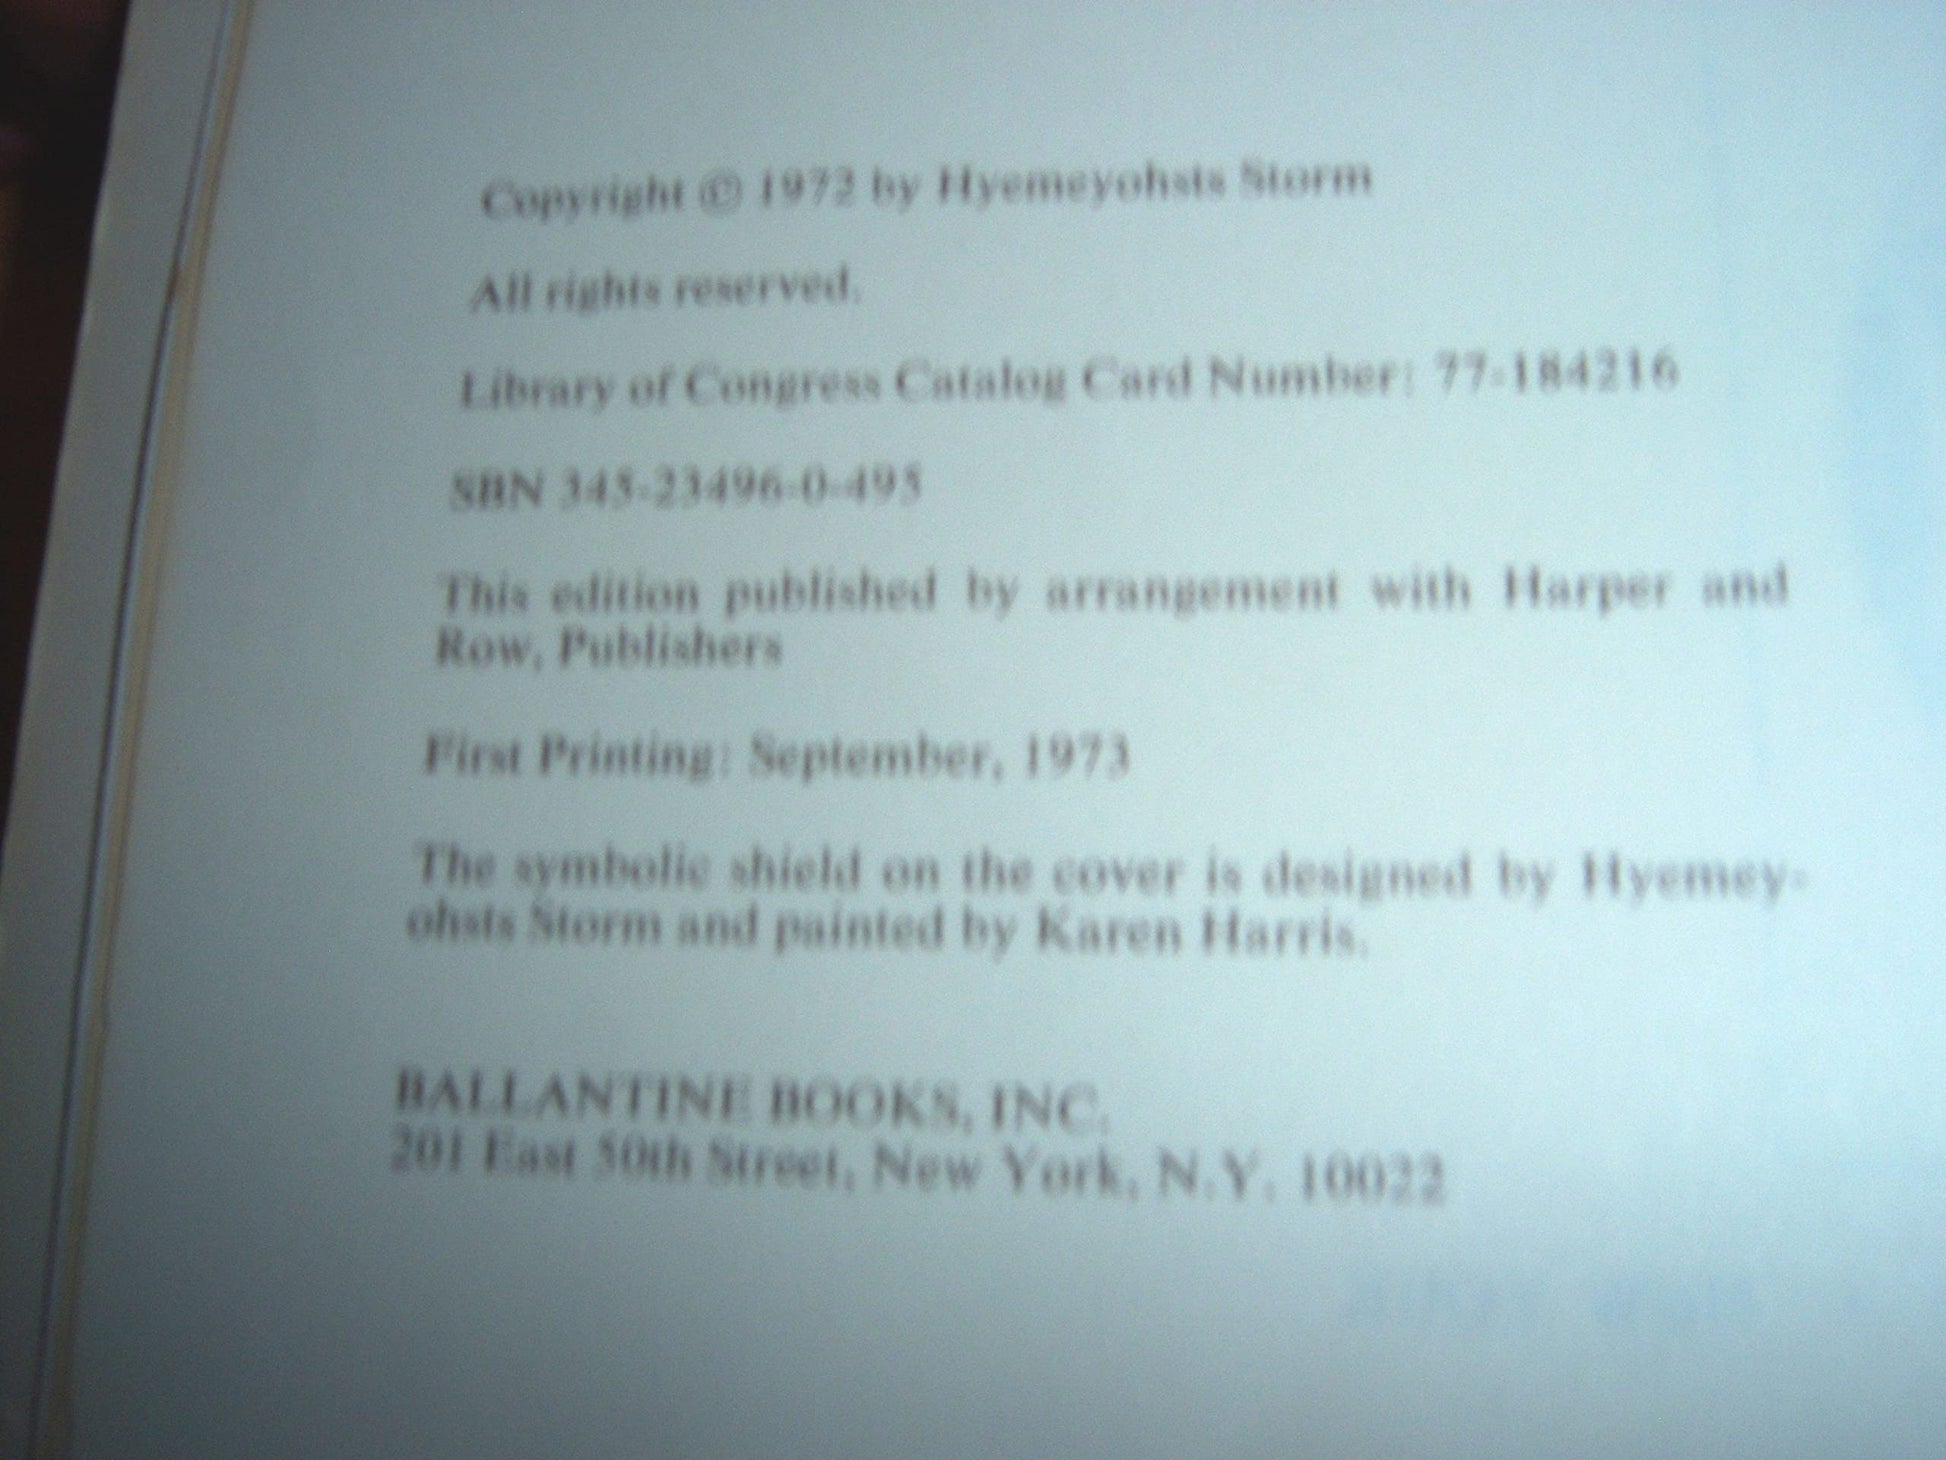 Copyright © 1972 by Hyemeyohsts Storm
All rights reserved.
Library of Congress Catalog Card Number: 77-184216
SBN 345-23496-0-495
This edition published by arrangement with Harper and
Row, Publishers
First Printing: September, 1973
The symbolic shield on the cover is designed by Hyemey-
ohsts Storm and painted by Karen Harris.
BALLANTINE BOOKS, INC.
201 East 50th Street, New York, N.Y. 10022